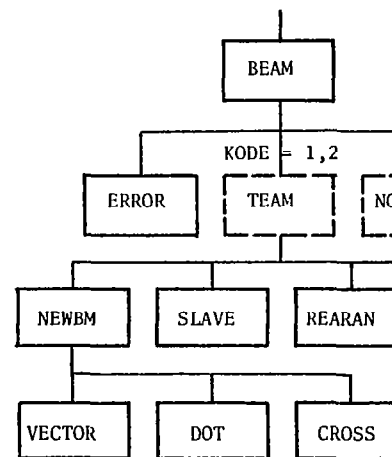 BEAM
KODE = 1,2
ERROR
TEAM
NEWBM
SLAVE
REARAN
VECTOR
DOT
CROSS